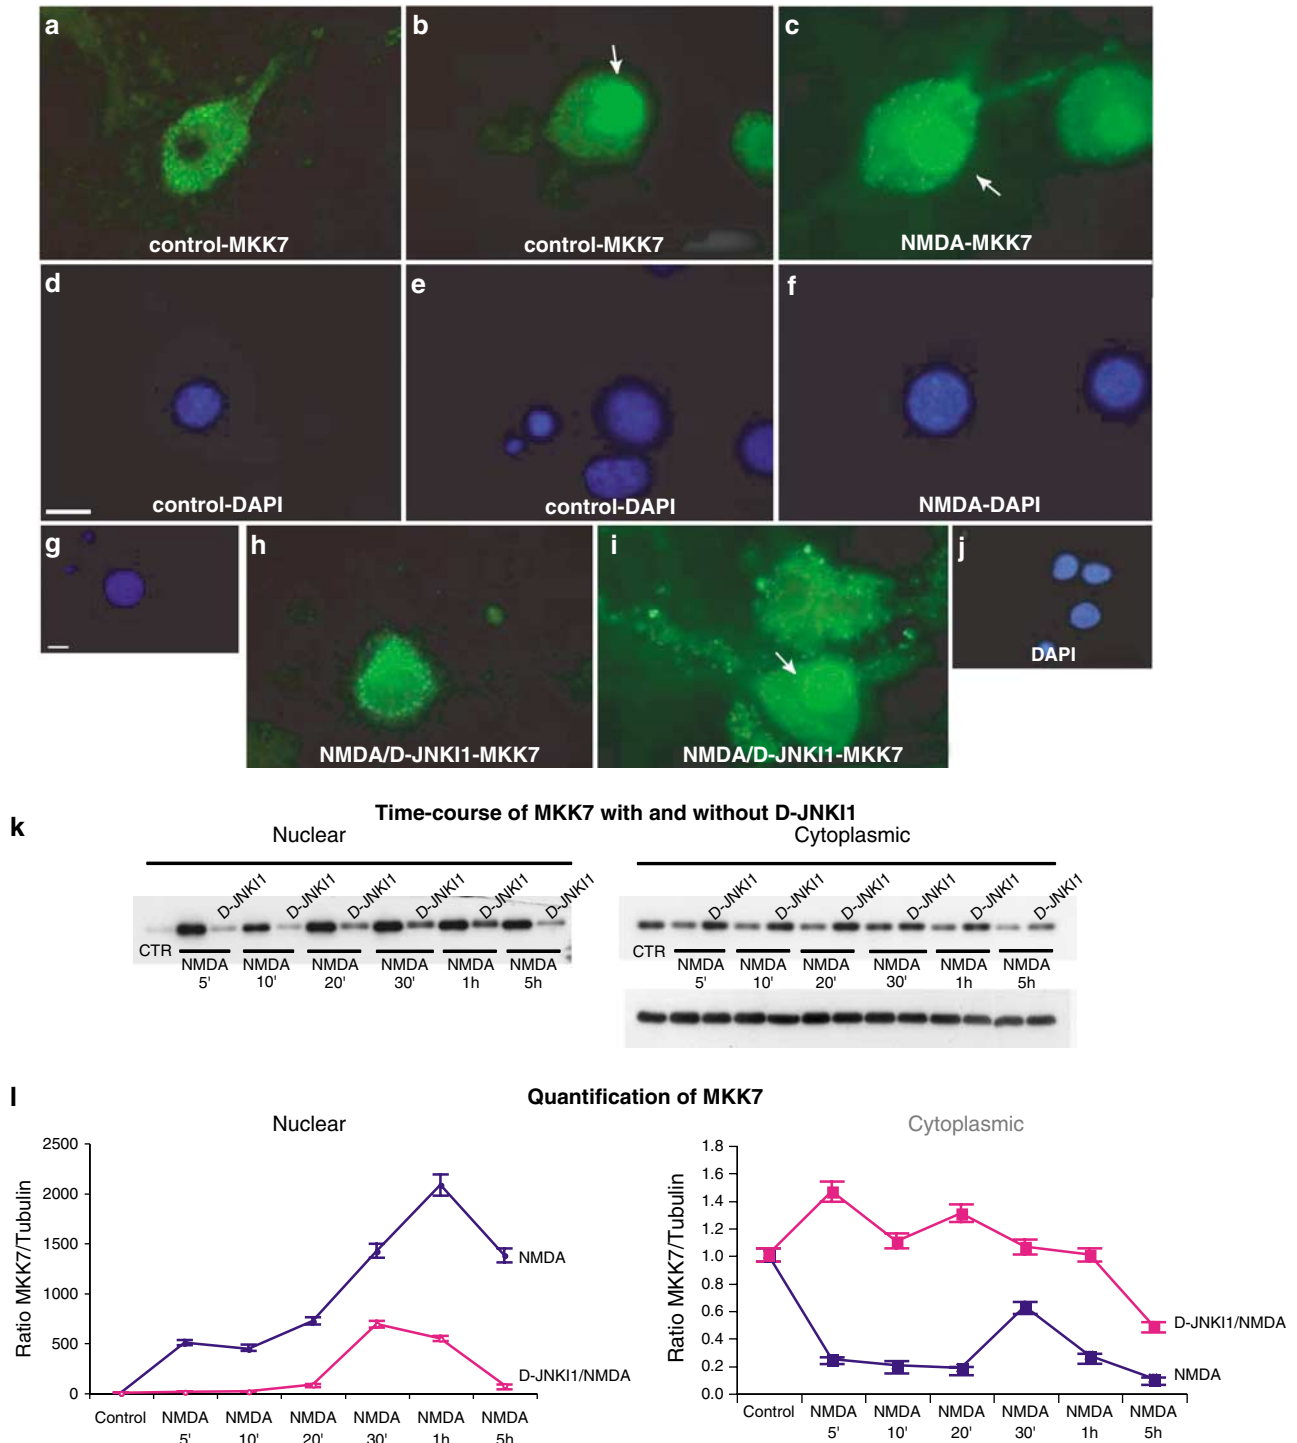 a
b
c
control-MKK7
control-MKK7
NMDA-MKK7
d
e
f
control-DAPI
control-DAPI
NMDA-DAPI
g
h
i
j
DAPI
NMDA/D-JNKI1-MKK7
NMDA/D-JNKI1-MKK7
k
Time-course of MKK7 with and without D-JNKI1
Nuclear
Cytoplasmic
D-JNKI1 D-JNKI1 D-JNKI1 D-JNKI1 D-JNKI1 D-JNKI1
D-JNKI1 D-JNKI1 D-JNKI1 D-JNKI1 D-JNKI1 D-JNKI1
CTR NMDA NMDA NMDA NMDA NMDA NMDA
5' 10' 20' 30' 1h 5h
CTR NMDA NMDA NMDA NMDA NMDA NMDA
5' 10' 20' 30' 1h 5h
l
Quantification of MKK7
Nuclear
Ratio MKK7/Tubulin
2500
2000
1500
1000
500
0
NMDA
D-JNKI1/NMDA
Control NMDA NMDA NMDA NMDA NMDA NMDA
5' 10' 20' 30' 1h 5h
Cytoplasmic
Ratio MKK7/Tubulin
1.8
1.6
1.4
1.2
1.0
0.8
0.6
0.4
0.2
0.0
D-JNKI1/NMDA
NMDA
Control NMDA NMDA NMDA NMDA NMDA NMDA
5' 10' 20' 30' 1h 5h